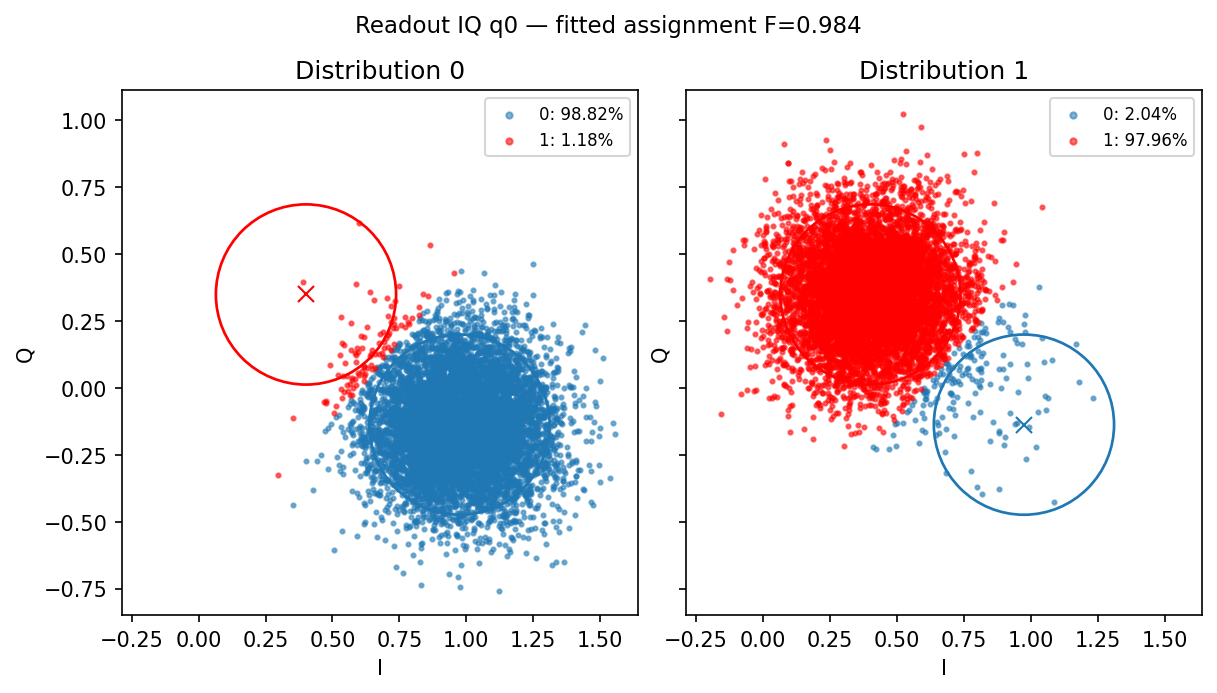 Readout IQ q0 — fitted assignment F=0.984
Distribution 0
Distribution 1
0: 98.82%
1: 1.18%
0: 2.04%
1: 97.96%
Q
1.00
0.75
0.50
0.25
0.00
−0.25
−0.50
−0.75
Q
−0.25 0.00 0.25 0.50 0.75 1.00 1.25 1.50
I
−0.25 0.00 0.25 0.50 0.75 1.00 1.25 1.50
I